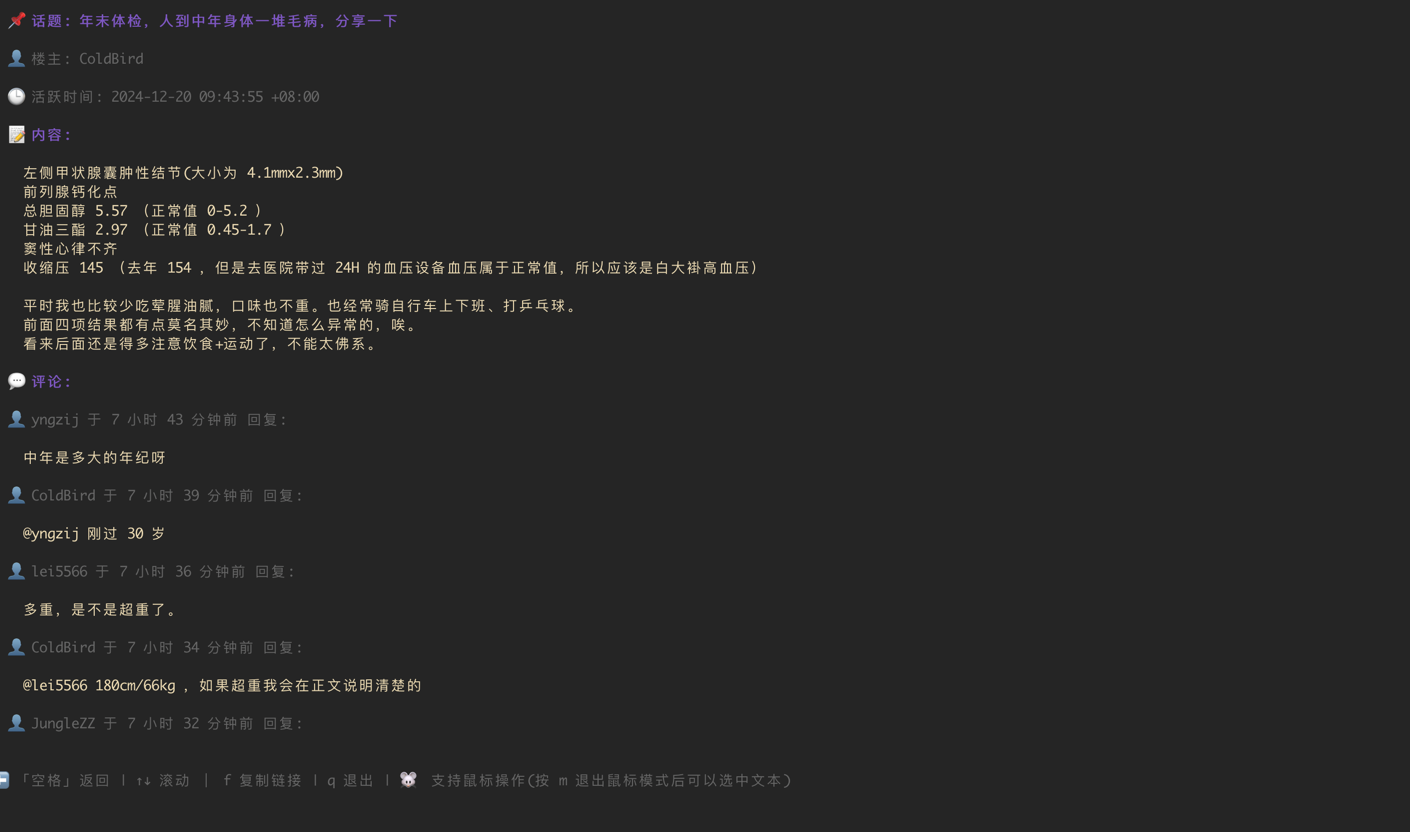 📌 话题: 年末体检, 人到中年身体一堆毛病, 分享一下
👤 楼主: ColdBird
🕒 活跃时间: 2024-12-20 09:43:55 +08:00
📝 内容:
左侧甲状腺囊肿性结节(大小为 4.1mmx2.3mm)
前列腺钙化点
总胆固醇 5.57 （正常值 0-5.2 ）
甘油三酯 2.97 （正常值 0.45-1.7 ）
窦性心律不齐
收缩压 145 （去年 154 ，但是去医院带过 24H 的血压设备血压属于正常值，所以应该是白大褂高血压）
平时我也比较少吃荤腥油腻，口味也不重。也经常骑自行车上下班、打乒乓球。
前面四项结果都有点莫名其妙，不知道怎么异常的，唉。
看来后面还是得多注意饮食+运动了，不能太佛系。
💬 评论:
👤 yngzij 于 7 小时 43 分钟前 回复:
中年是多大的年纪呀
👤 ColdBird 于 7 小时 39 分钟前 回复:
@yngzij 刚过 30 岁
👤 lei5566 于 7 小时 36 分钟前 回复:
多重，是不是超重了。
👤 ColdBird 于 7 小时 34 分钟前 回复:
@lei5566 180cm/66kg ，如果超重我会在正文说明清楚的
👤 JungleZZ 于 7 小时 32 分钟前 回复:
「空格」返回 | ↑↓ 滚动 | f 复制链接 | q 退出 | 🐭 支持鼠标操作(按 m 退出鼠标模式后可以选中文本)